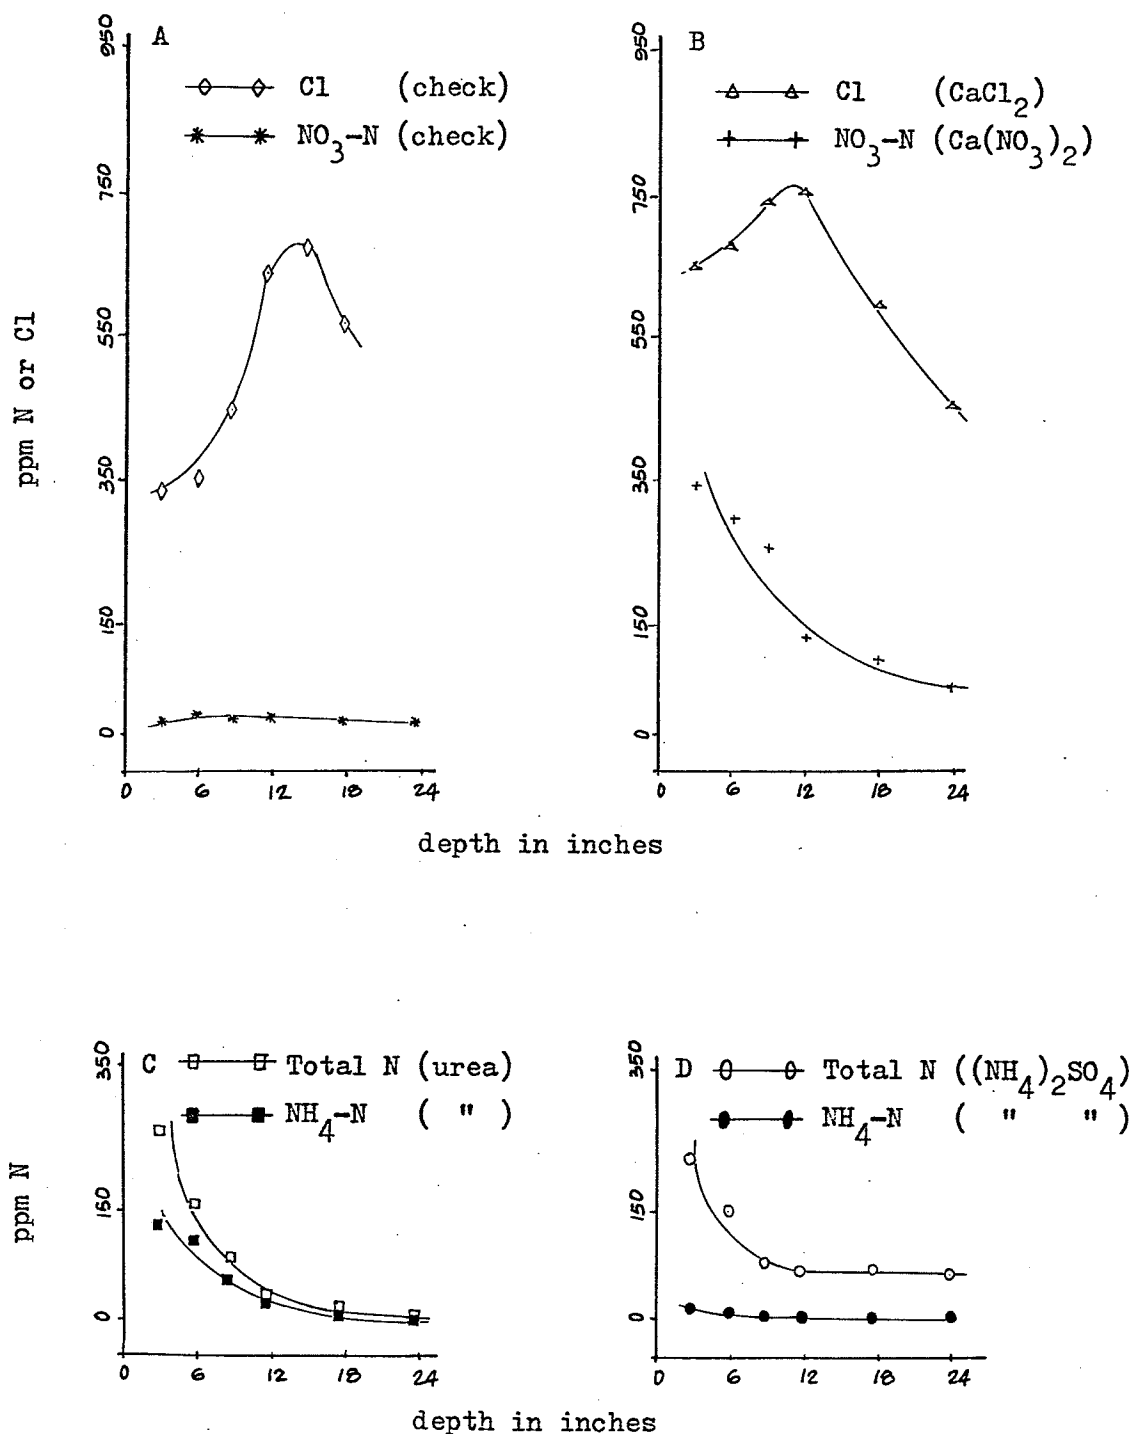 A
Cl (check)
NO3-N (check)
950
750
550
350
150
0
0 6 12 18 24
ppm N or Cl
B
Cl (CaCl2)
NO3-N (Ca(NO3)2)
950
750
550
350
150
0
0 6 12 18 24
depth in inches
C Total N (urea)
NH4-N ( " )
350
150
0
0 6 12 18 24
ppm N
D Total N ((NH4)2SO4)
NH4-N ( " " )
350
150
0
0 6 12 18 24
depth in inches